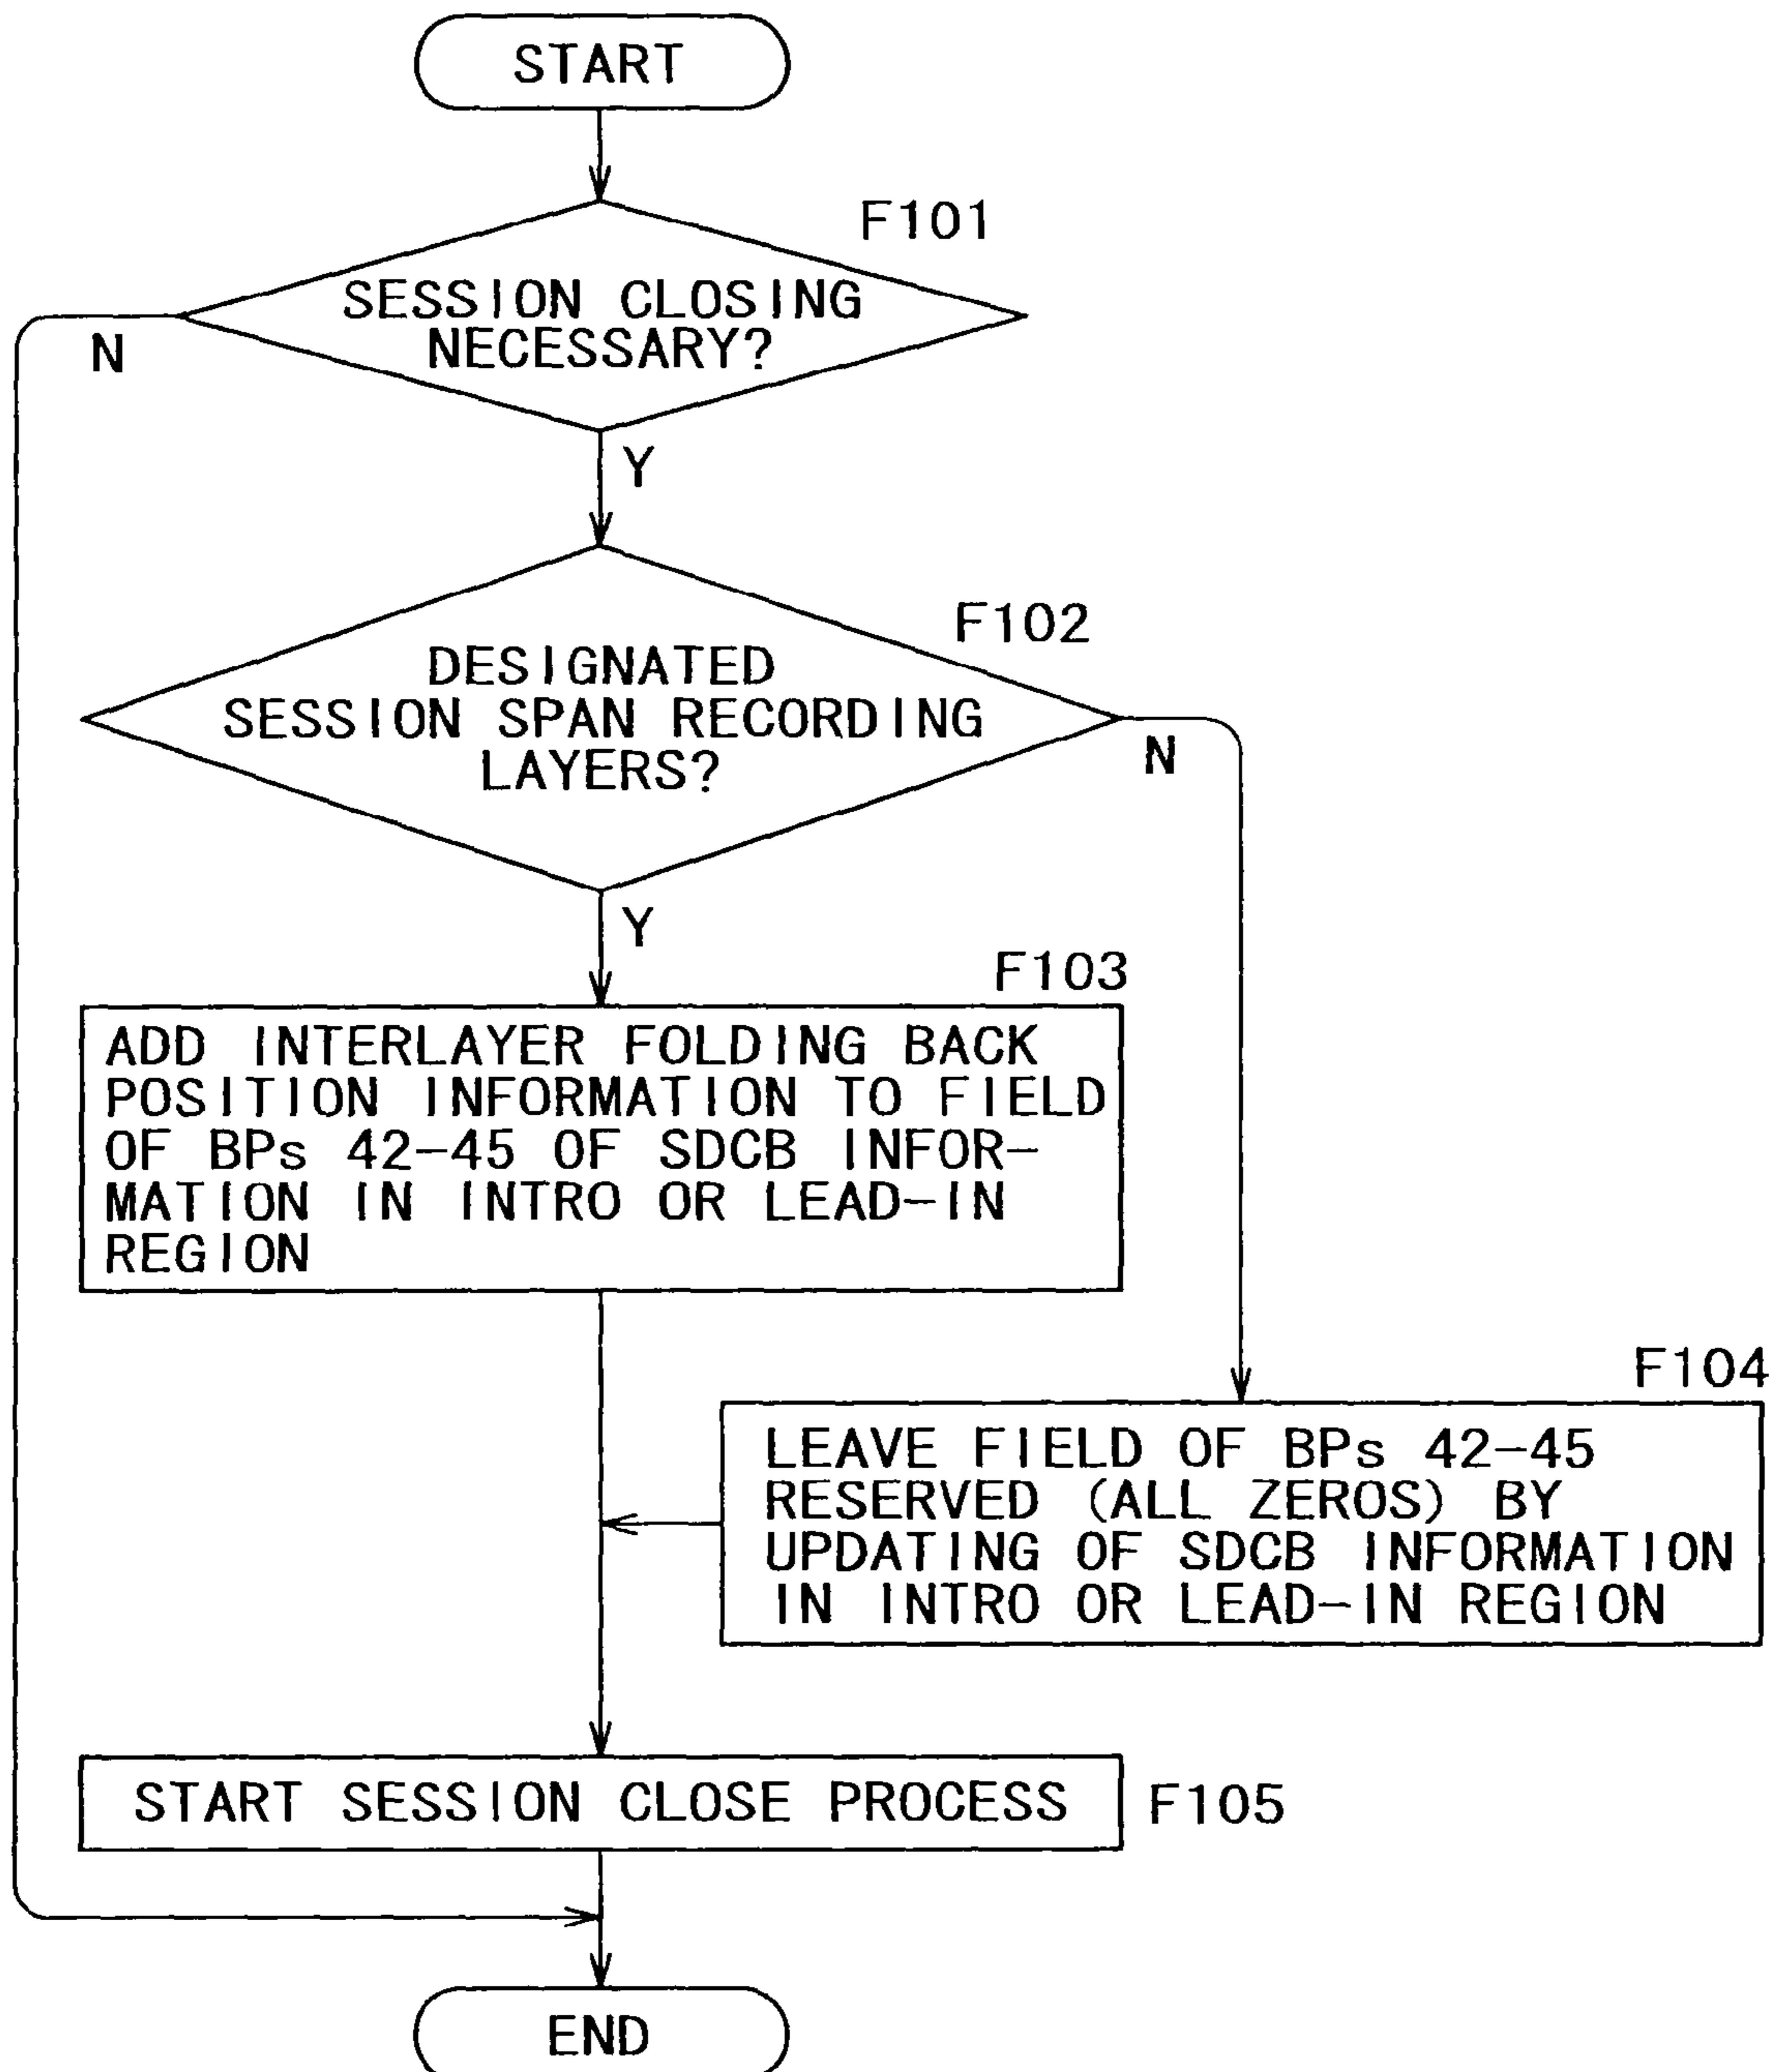 START
F101
SESSION CLOSING
NECESSARY?
N
Y
F102
DESIGNATED
SESSION SPAN RECORDING
LAYERS?
N
Y
F103
ADD INTERLAYER FOLDING BACK
POSITION INFORMATION TO FIELD
OF BPs 42-45 OF SDCB INFOR-
MATION IN INTRO OR LEAD-IN
REGION
F104
LEAVE FIELD OF BPs 42-45
RESERVED (ALL ZEROS) BY
UPDATING OF SDCB INFORMATION
IN INTRO OR LEAD-IN REGION
START SESSION CLOSE PROCESS
F105
END